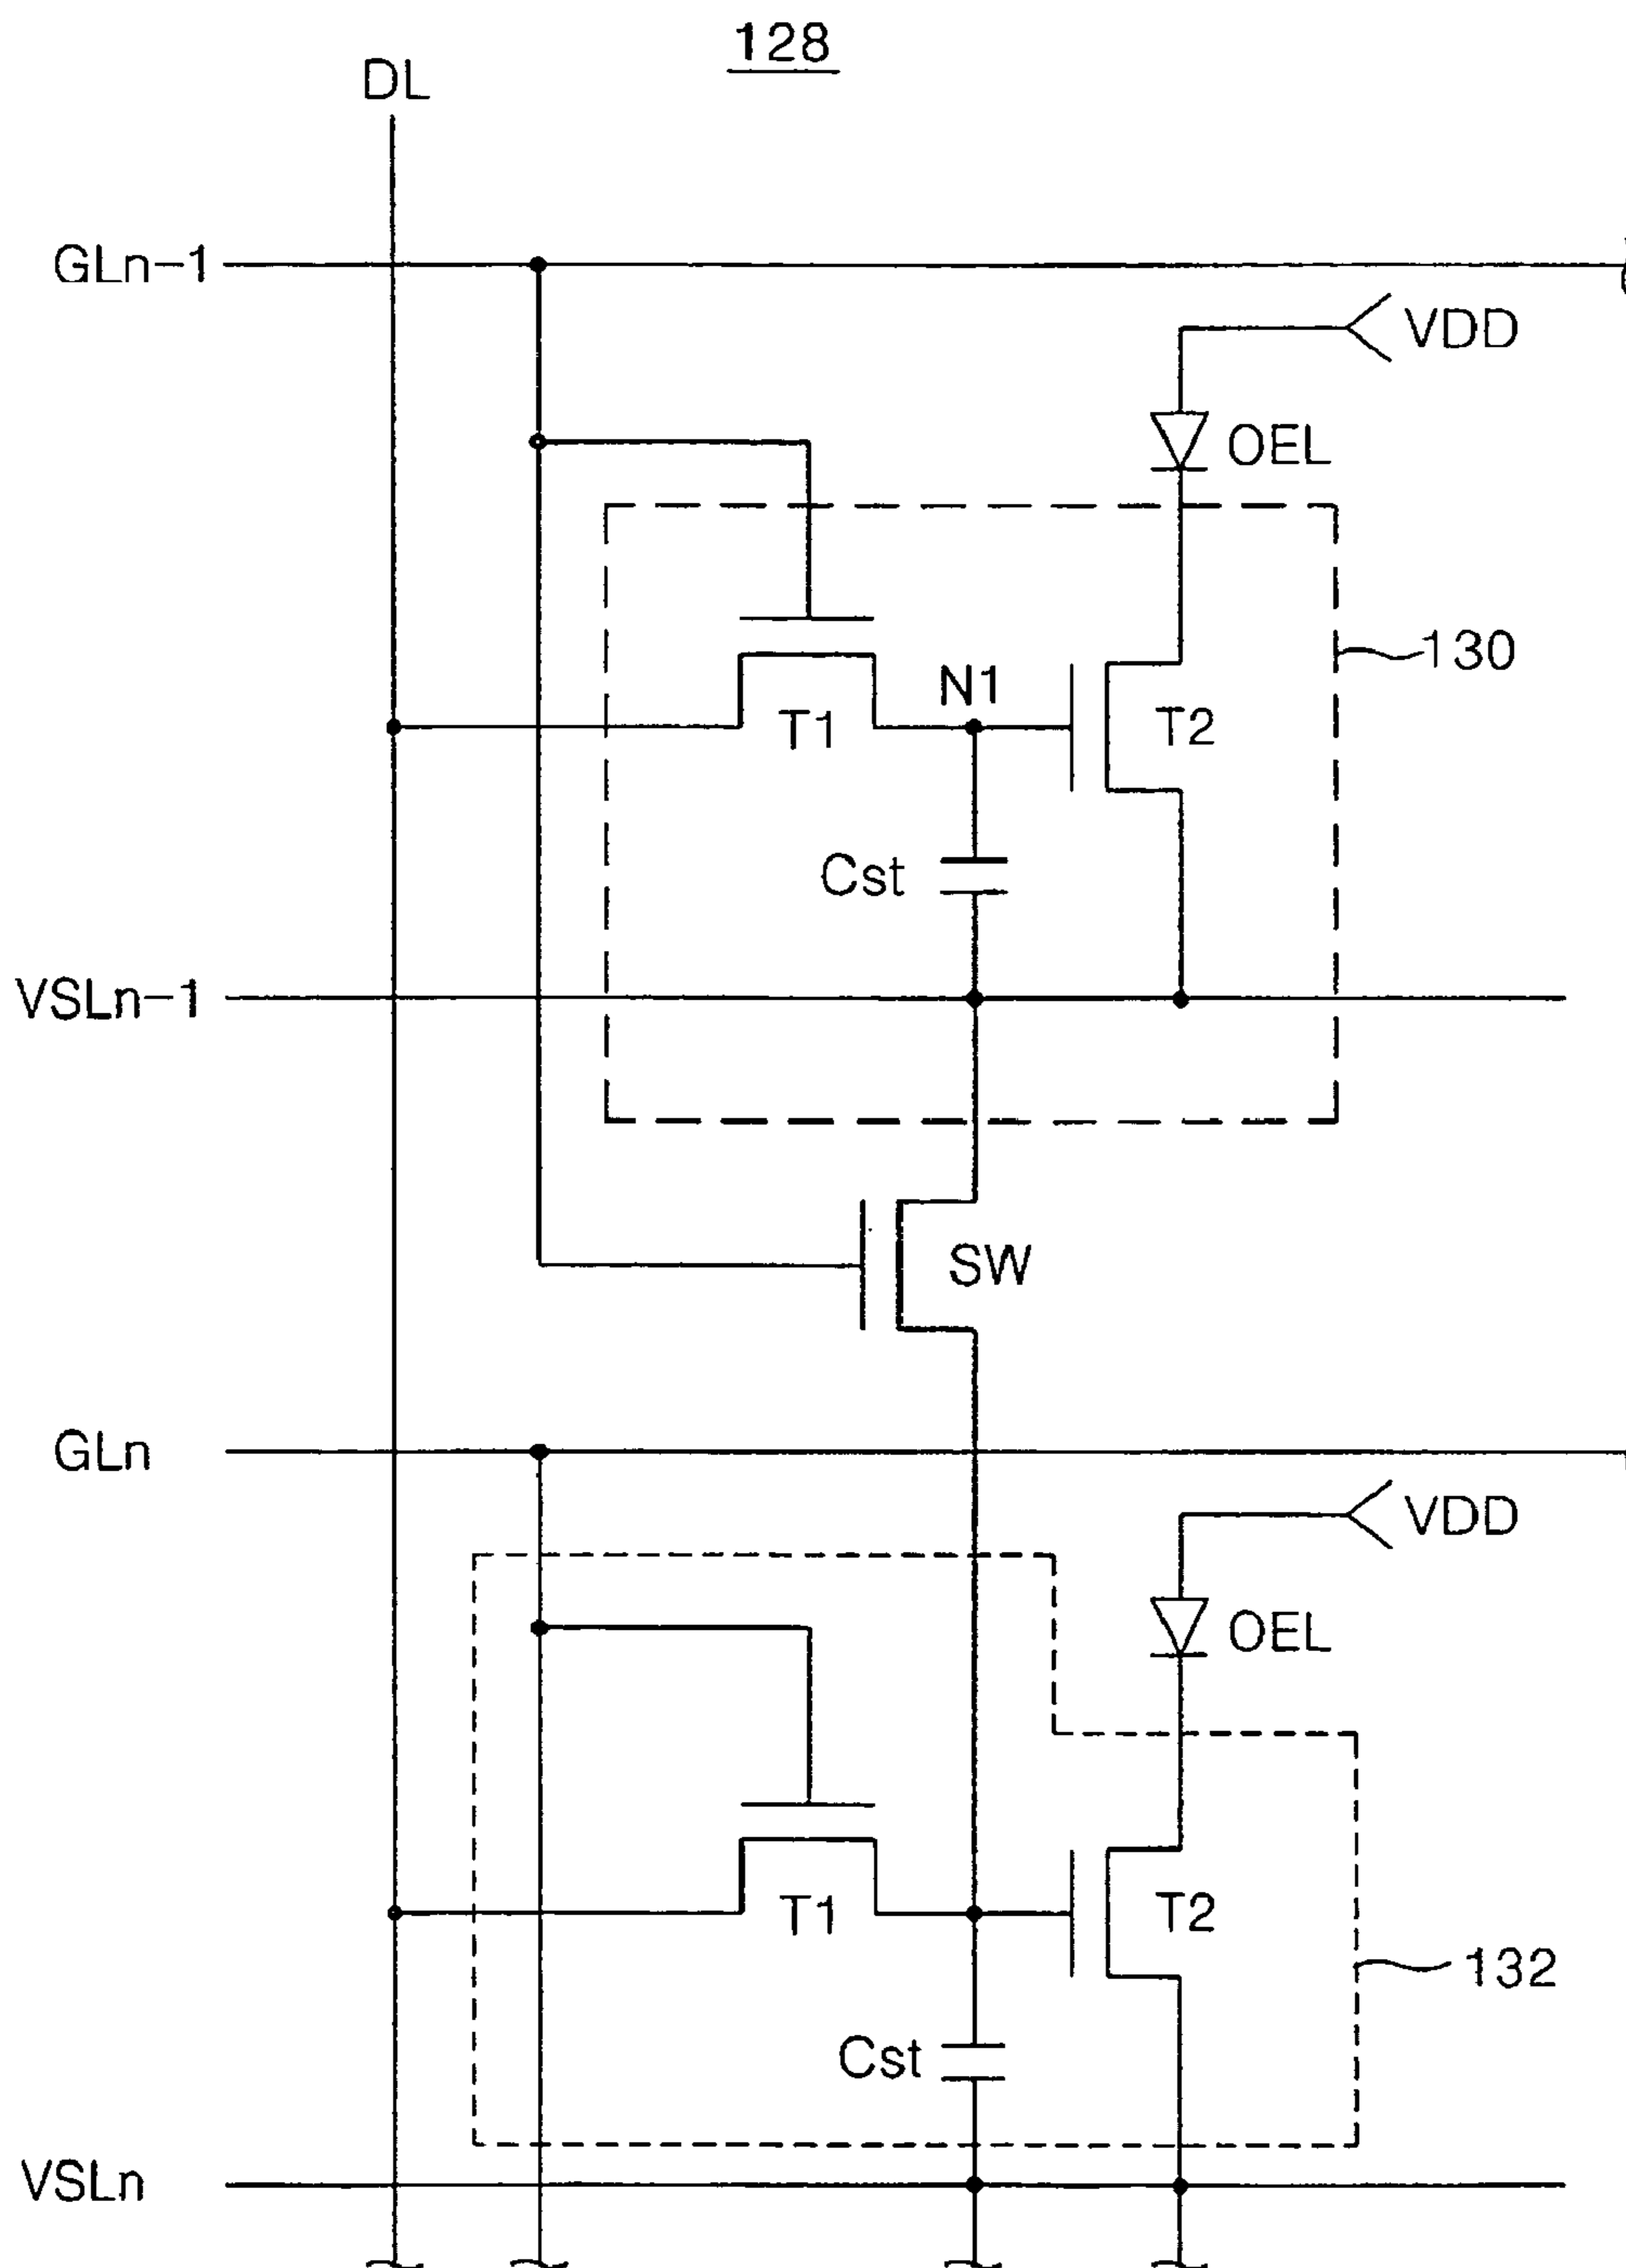 128
DL
GLn-1
VDD
OEL
130
N1
T1
T2
Cst
VSLn-1
SW
GLn
VDD
OEL
T1
T2
132
Cst
VSLn